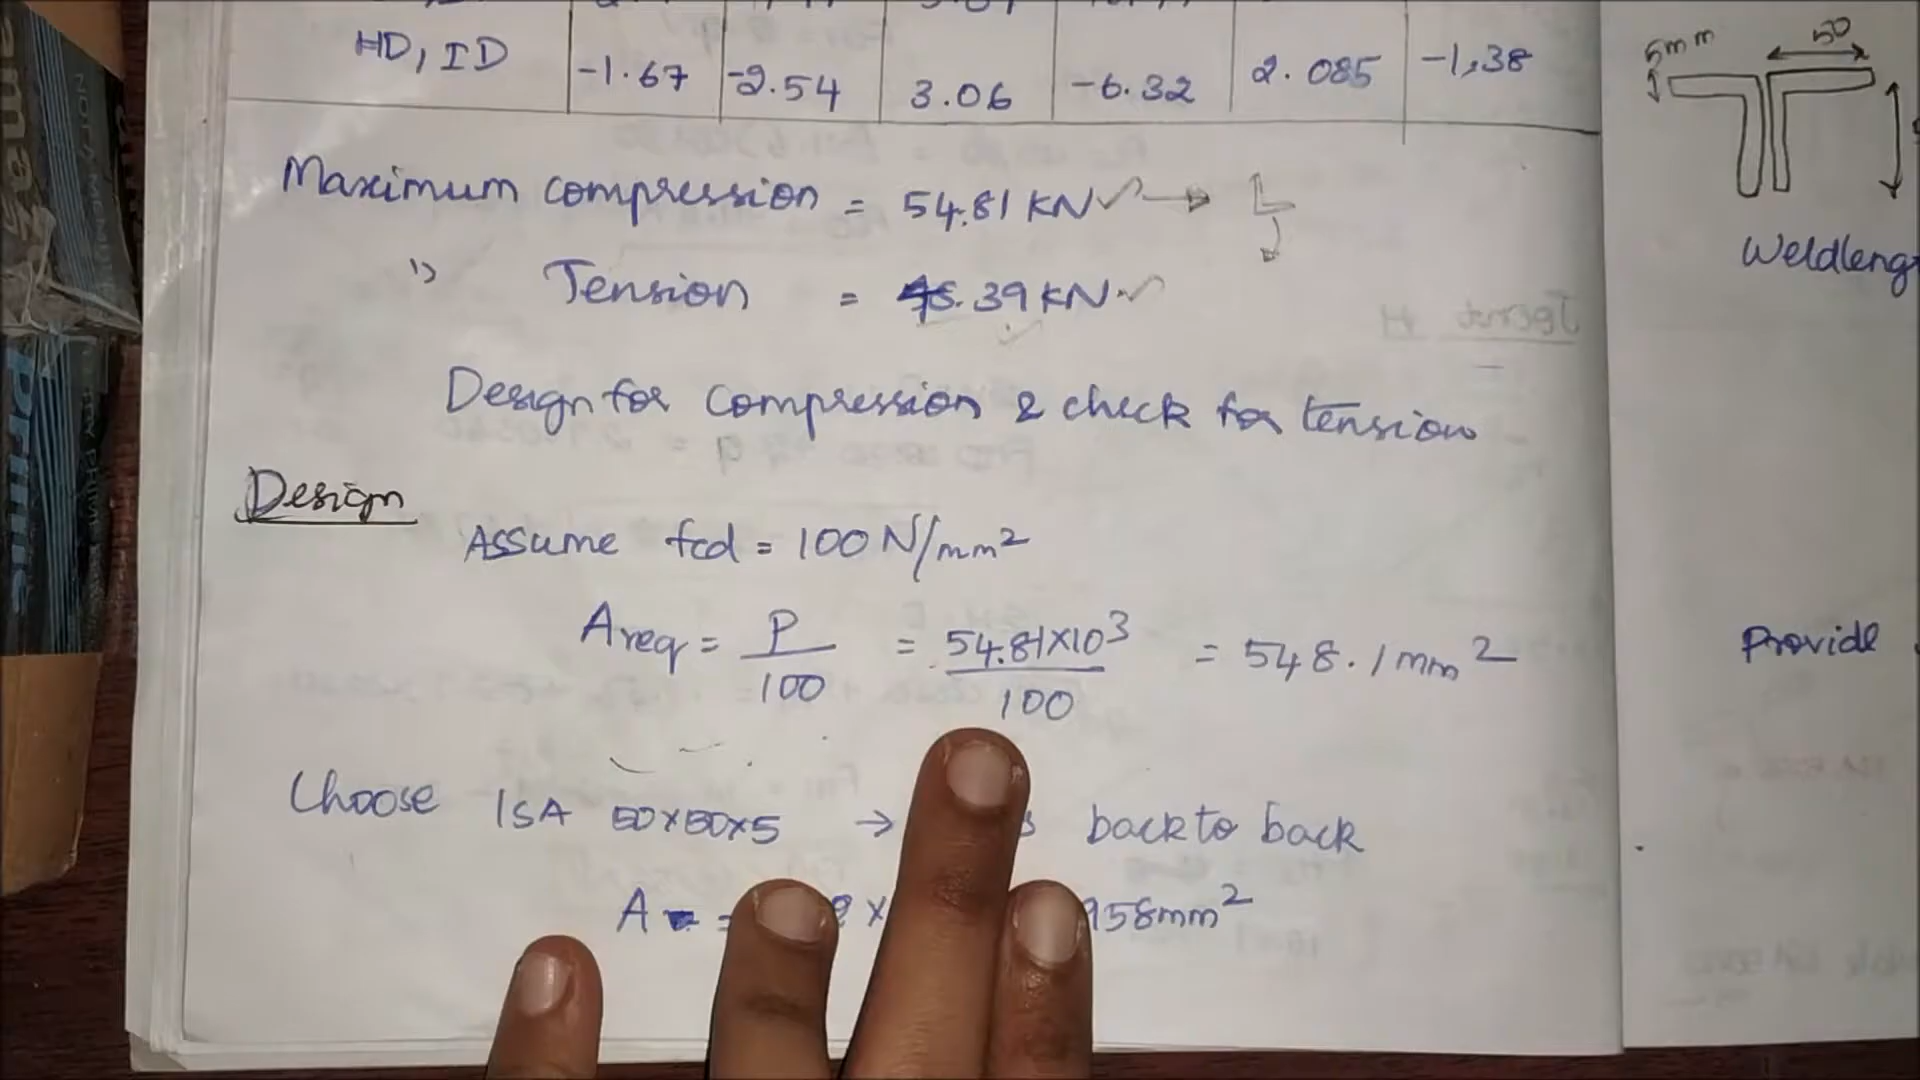 HD, ID -1.67 -2.54 3.06 -6.32 2.085 -1,38
Maximum compression = 54.81 KN
" Tension = 45.39 KN
Design for compression & check for tension
Design
Assume fcd = 100 N/mm²
Areq = P/100 = 54.81×10³/100 = 548.1 mm²
Choose ISA 50×50×5 → back to back
A = × 958mm²
5mm
50
Weldleng
Provide